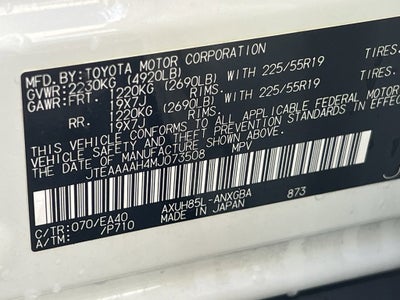 MFD. BY:TOYOTA MOTOR CORPORATION
GVWR:2230KG (4920LB)
GAWR:FRT. 1220KG (2690LB) WITH 225/55R19 TIRES
19X7J RIMS.
RR. 1220KG (2690LB) WITH 225/55R19 TIRES
19X7J RIMS.
THIS VEHICLE CONFORMS TO ALL APPLICABLE FEDERAL MOTOR
VEHICLE SAFETY AND THEFT PREVENTION STANDARDS IN EFFECT ON
THE DATE OF MANUFACTURE SHOWN ABOVE.
JTEAAAAH4MJ073508 MPV
C/TR:070/EA40 AXUH85L-ANXGBA 873
A/TM: /P710 MADE IN JAPAN